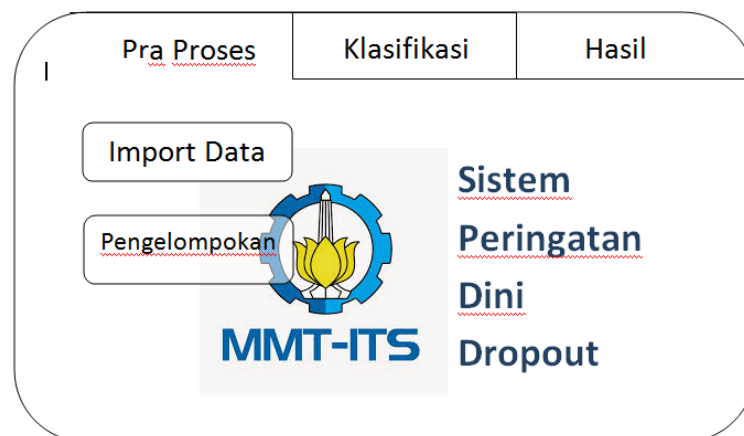 Pra Proses
Klasifikasi
Hasil
Import Data
Pengelompokan
MMT-ITS
Sistem
Peringatan
Dini
Dropout